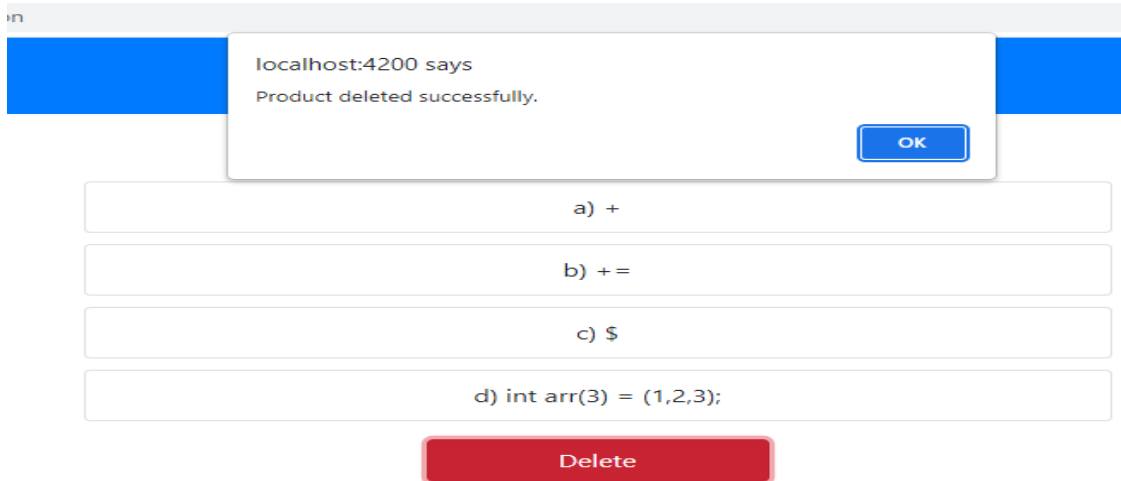 localhost:4200 says
Product deleted successfully.
OK
a) +
b) +=
c) $
d) int arr(3) = (1,2,3);
Delete